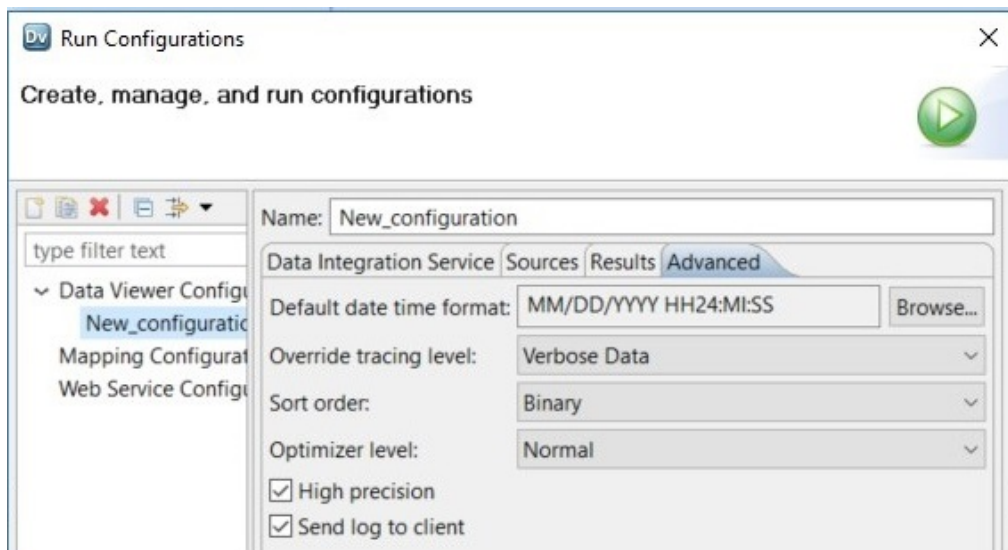 Dv Run Configurations
Create, manage, and run configurations
Name: New_configuration
type filter text
Data Integration Service Sources Results Advanced
Data Viewer Configu
New_configuratio
Mapping Configurat
Web Service Configu
Default date time format: MM/DD/YYYY HH24:MI:SS Browse...
Override tracing level: Verbose Data
Sort order: Binary
Optimizer level: Normal
High precision
Send log to client